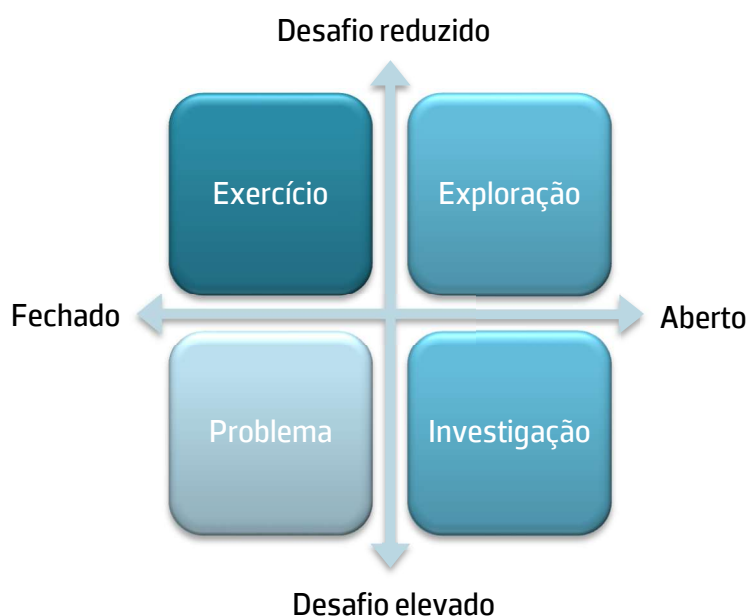 Desafio reduzido
Exercício
Exploração
Fechado
Aberto
Problema
Investigação
Desafio elevado